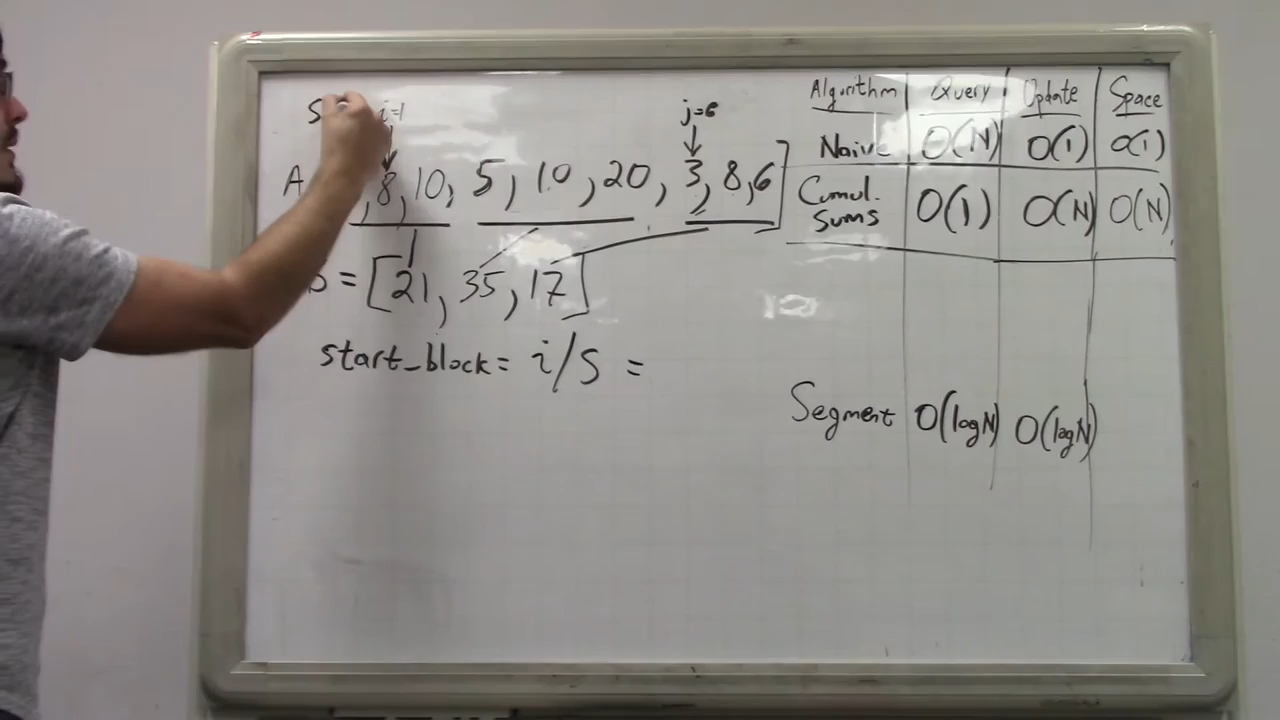 S i=1 j=6
A ,8,10, 5, 10, 20, 3, 8,6]
= [21, 35, 17]
start_block = i/S =
Algorithm Query Update Space
Naive O(N) O(1) O(1)
Cumul. Sums O(1) O(N) O(N)
Segment O(logN) O(logN)